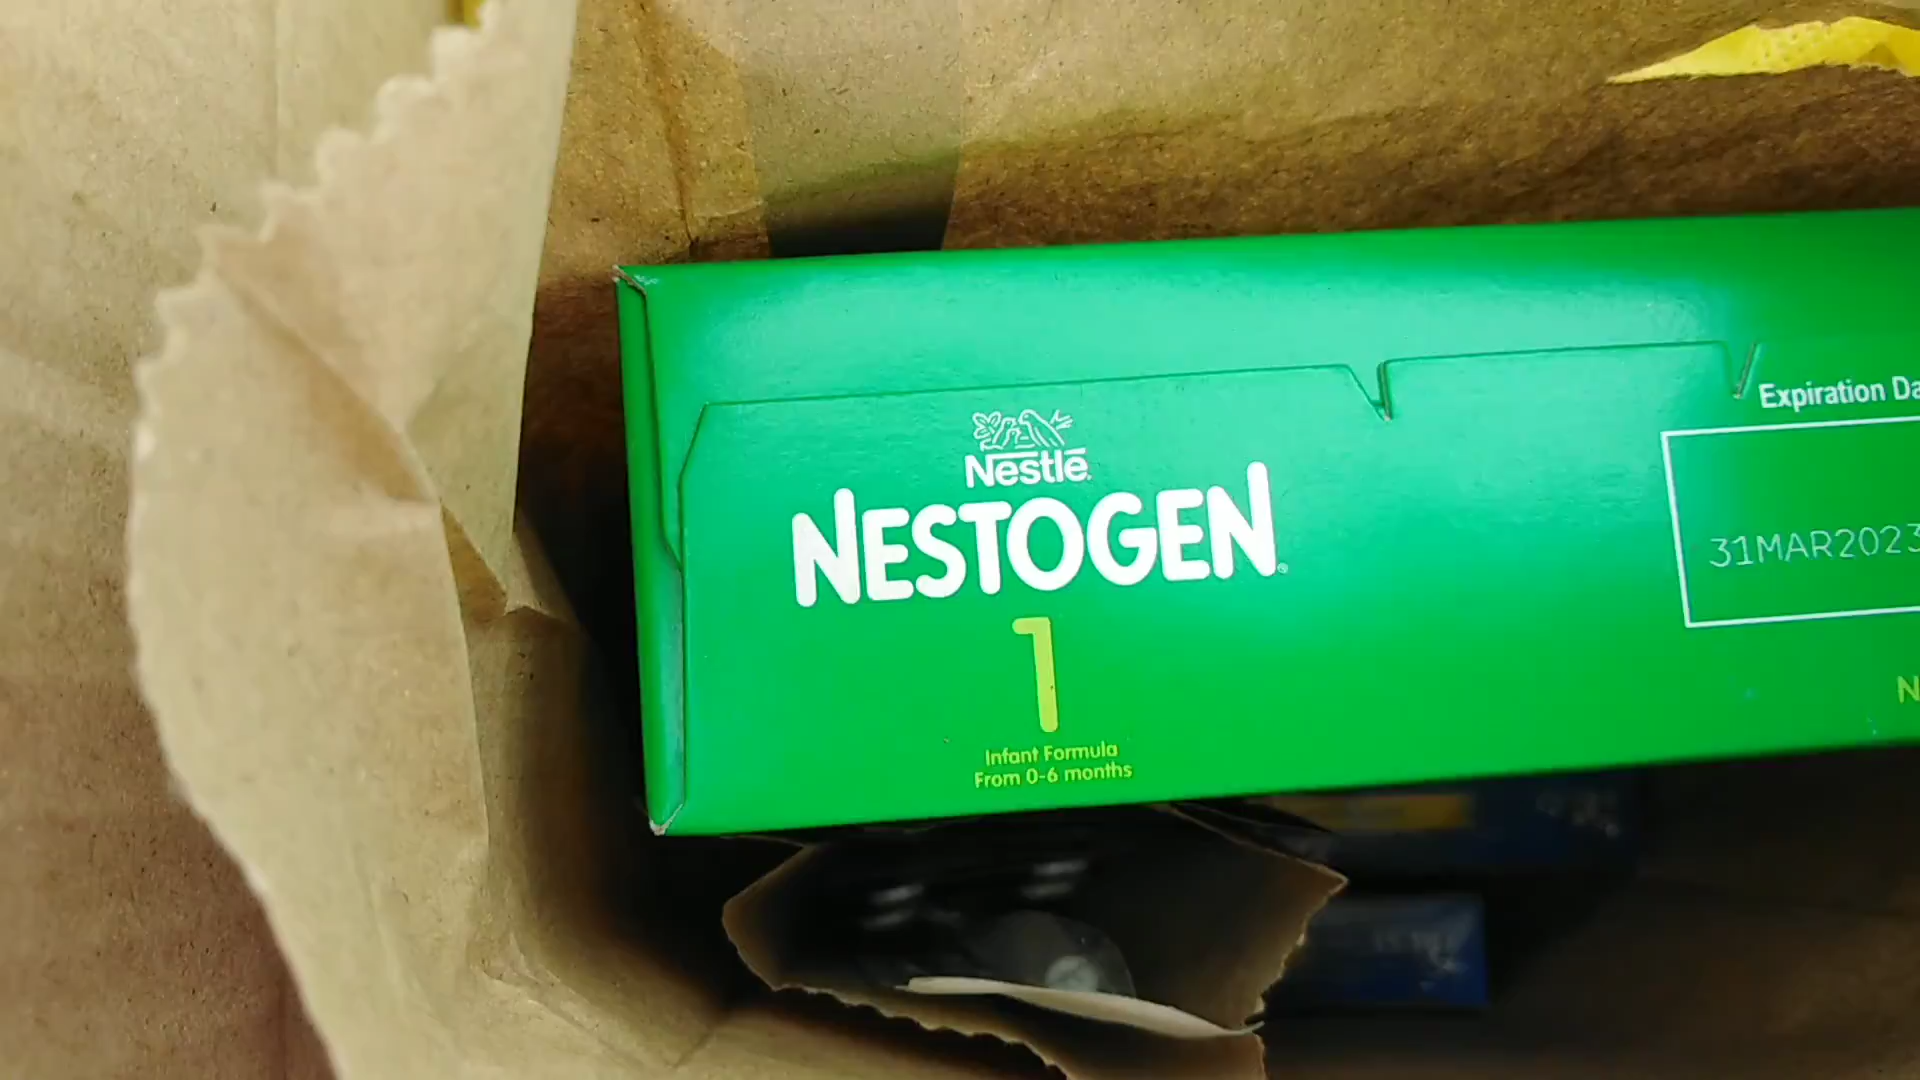 Nestlé
NESTOGEN
1
Infant Formula
From 0-6 months
Expiration Da
31MAR2023
N